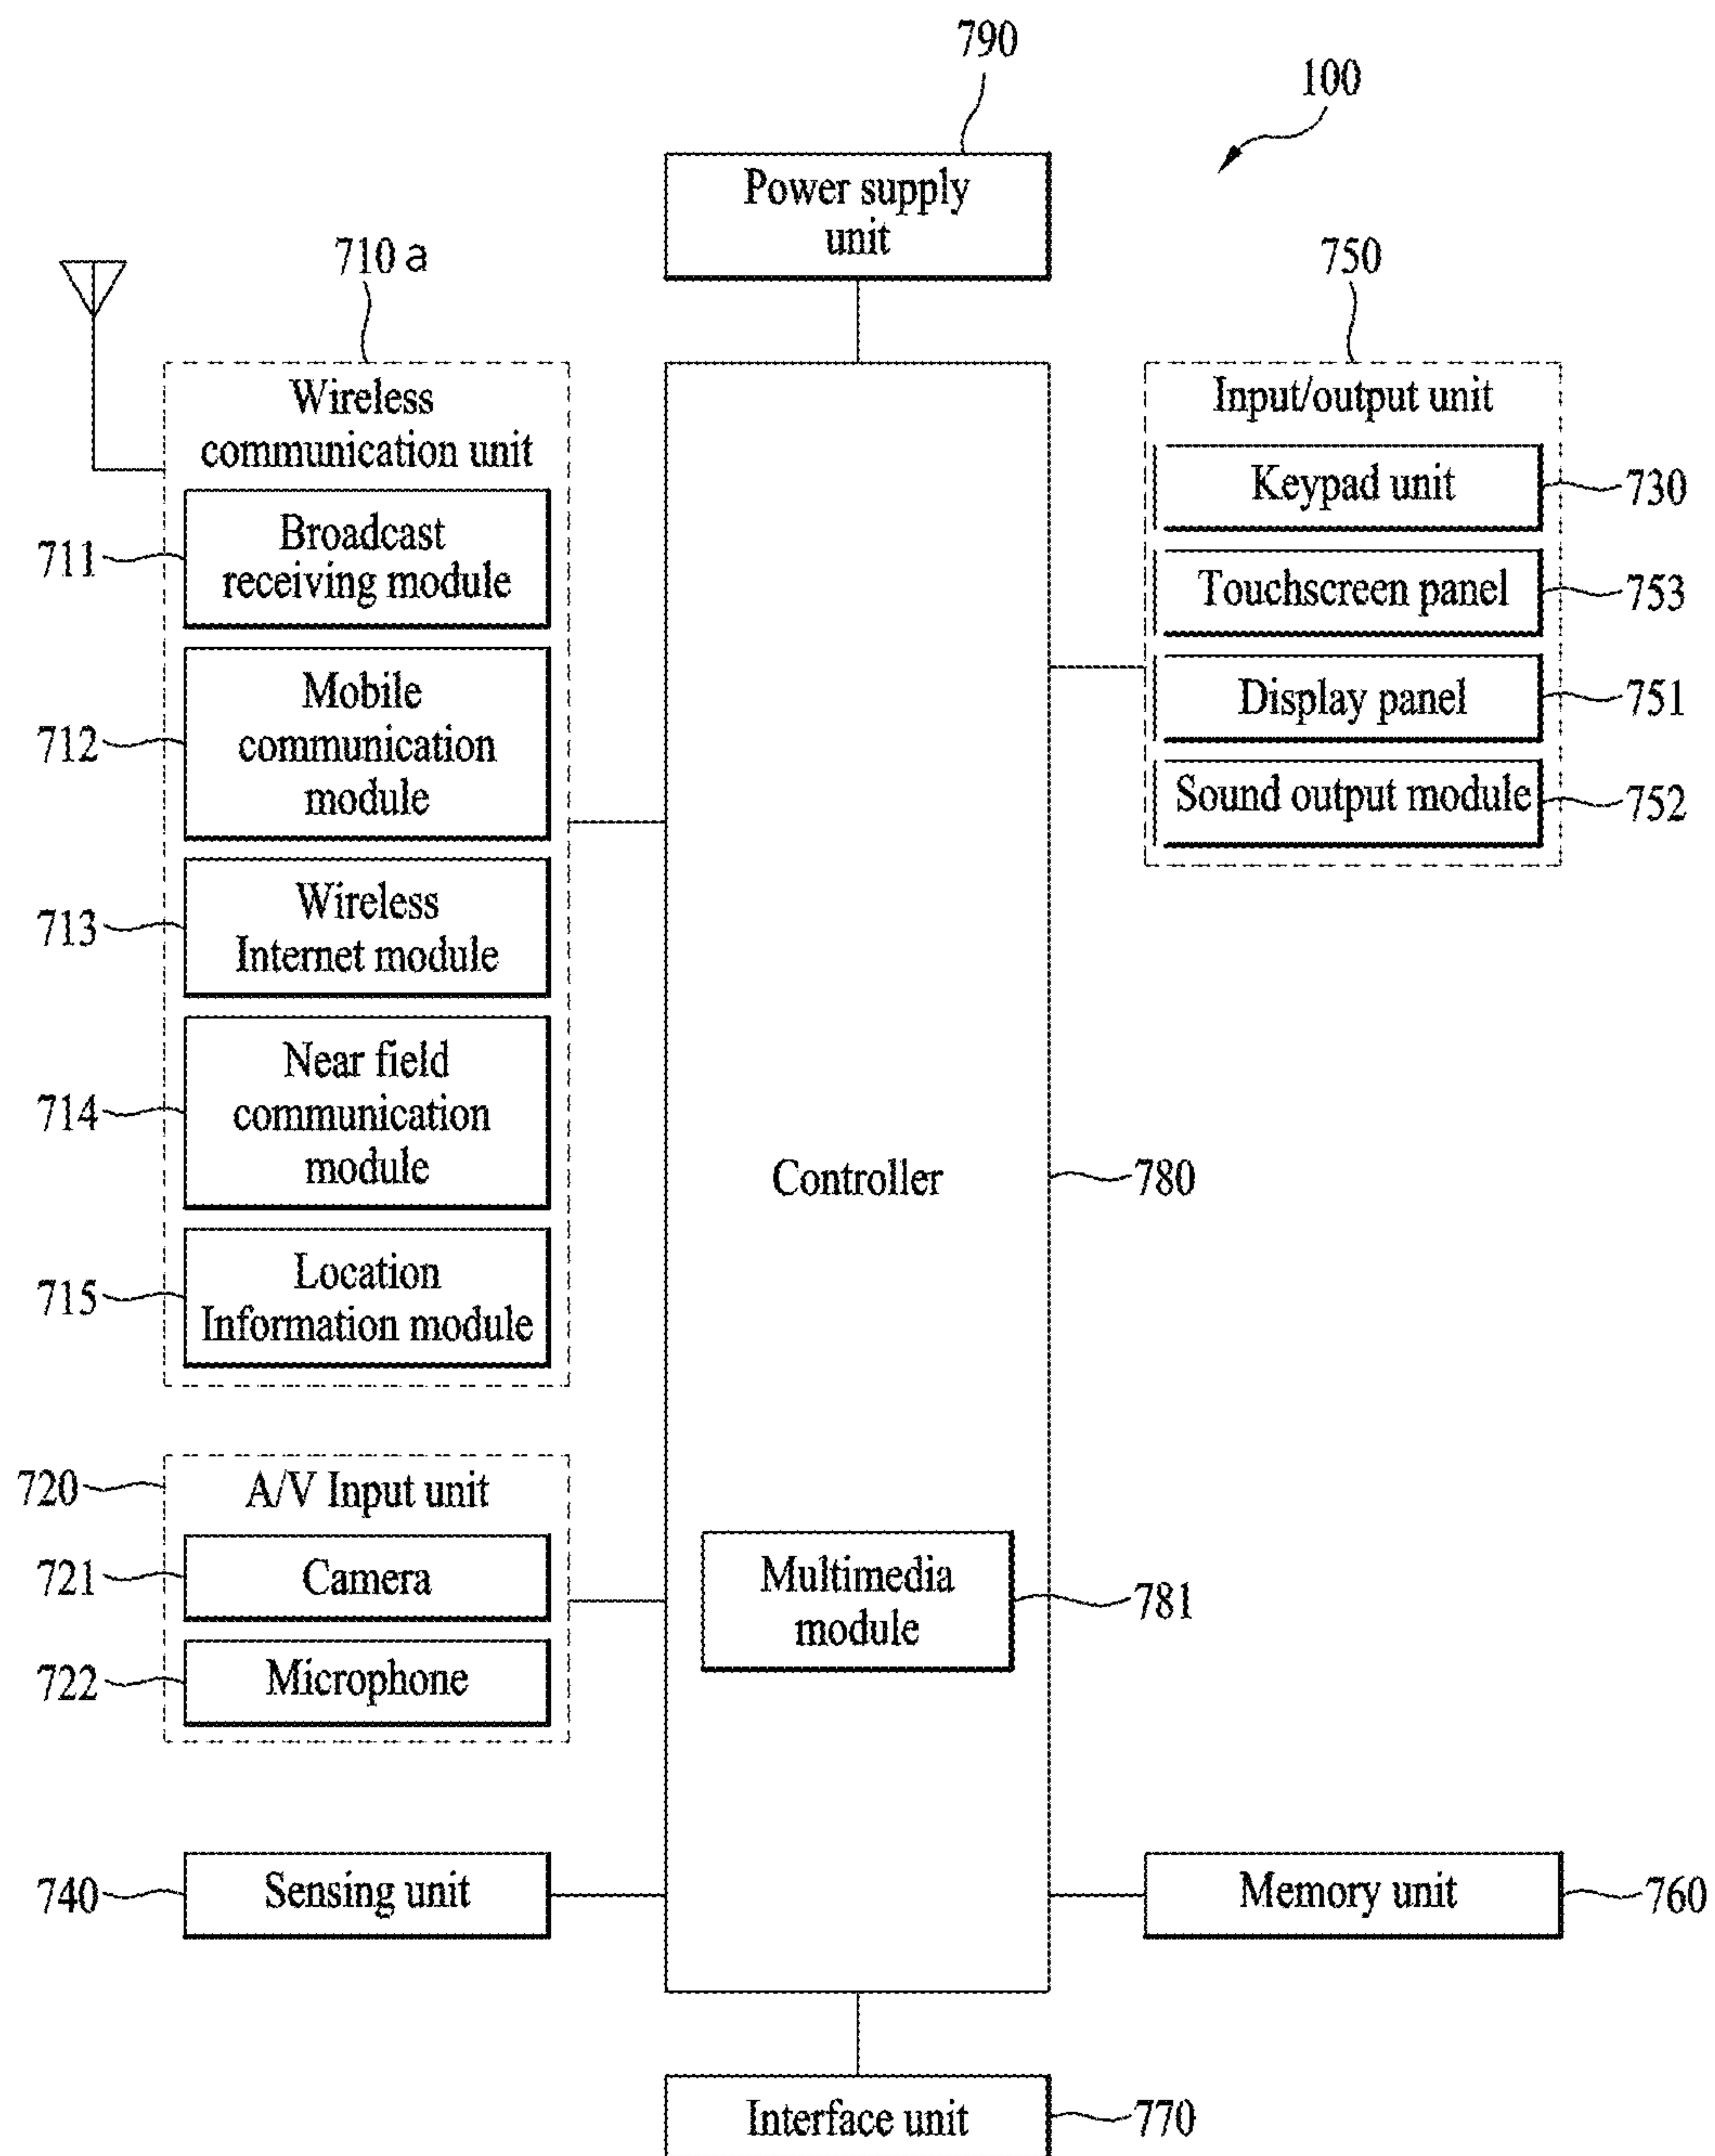 790
100
Power supply
unit
710 a
750
Wireless
communication unit
711
Broadcast
receiving module
712
Mobile
communication
module
713
Wireless
Internet module
714
Near field
communication
module
715
Location
Information module
720
A/V Input unit
721
Camera
722
Microphone
740
Sensing unit
Controller
780
Multimedia
module
781
Input/output unit
Keypad unit
730
Touchscreen panel
753
Display panel
751
Sound output module
752
Memory unit
760
Interface unit
770